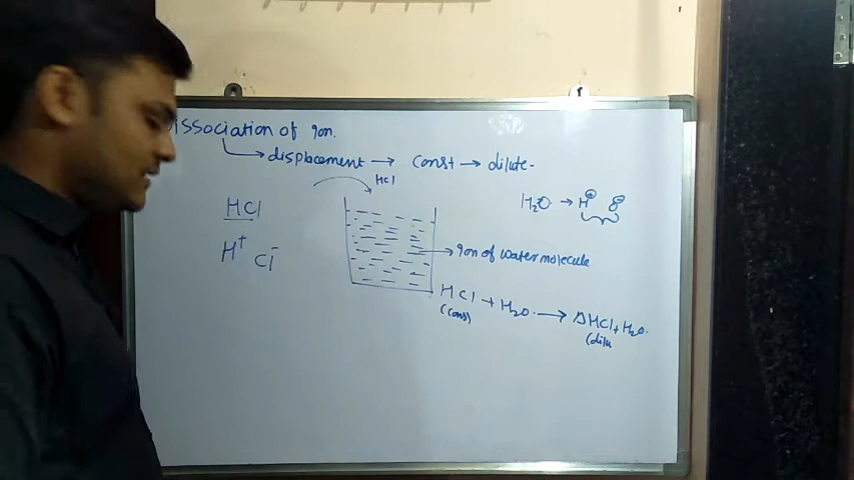 issociation of Ion.
displacement → Const → dilute-
HCl
HCl
H₂O → H⊕ O⊖
H⁺ Cl⁻
Ion of water molecule
HCl + H₂O. → Δ HCl + H₂O.
(Cons) (dilu